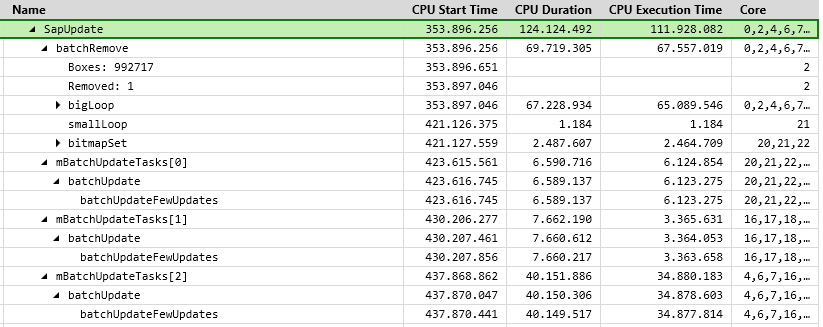 Name CPU Start Time CPU Duration CPU Execution Time Core
SapUpdate 353.896.256 124.124.492 111.928.082 0,2,4,6,7…
batchRemove 353.896.256 69.719.305 67.557.019 0,2,4,6,7…
Boxes: 992717 353.896.651 2
Removed: 1 353.897.046 2
bigLoop 353.897.046 67.228.934 65.089.546 0,2,4,6,7…
smallLoop 421.126.375 1.184 1.184 21
bitmapSet 421.127.559 2.487.607 2.464.709 20,21,22
mBatchUpdateTasks[0] 423.615.561 6.590.716 6.124.854 20,21,22,…
batchUpdate 423.616.745 6.589.137 6.123.275 20,21,22,…
batchUpdateFewUpdates 423.616.745 6.589.137 6.123.275 20,21,22,…
mBatchUpdateTasks[1] 430.206.277 7.662.190 3.365.631 16,17,18,…
batchUpdate 430.207.461 7.660.612 3.364.053 16,17,18,…
batchUpdateFewUpdates 430.207.856 7.660.217 3.363.658 16,17,18,…
mBatchUpdateTasks[2] 437.868.862 40.151.886 34.880.183 4,6,7,16,…
batchUpdate 437.870.047 40.150.306 34.878.603 4,6,7,16,…
batchUpdateFewUpdates 437.870.441 40.149.517 34.877.814 4,6,7,16,…